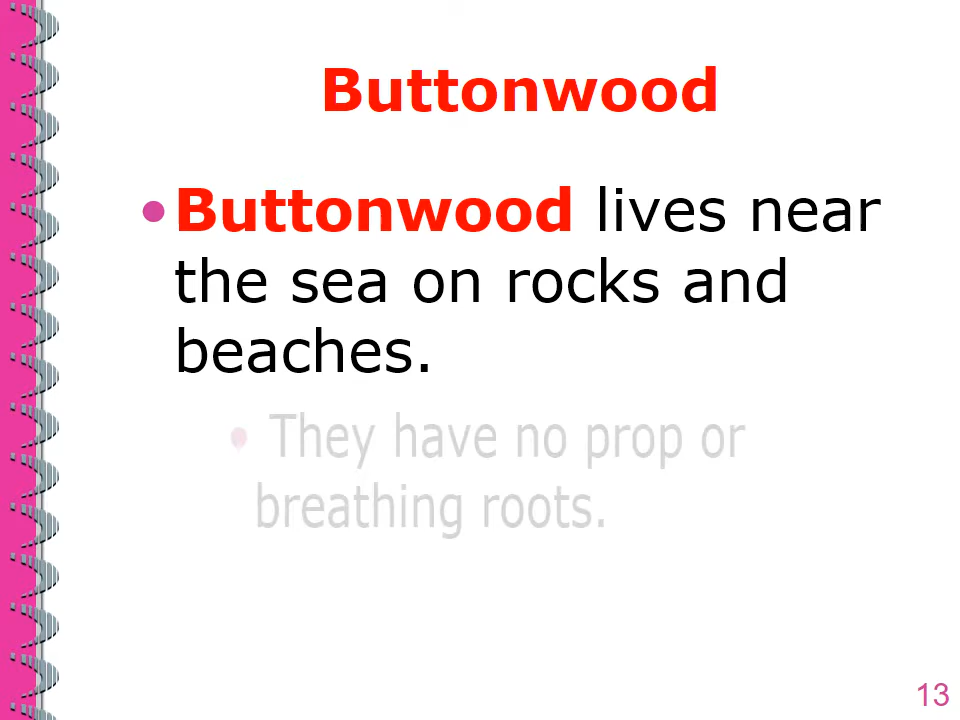 Buttonwood
•Buttonwood lives near
the sea on rocks and
beaches.
• They have no prop or
breathing roots.
13